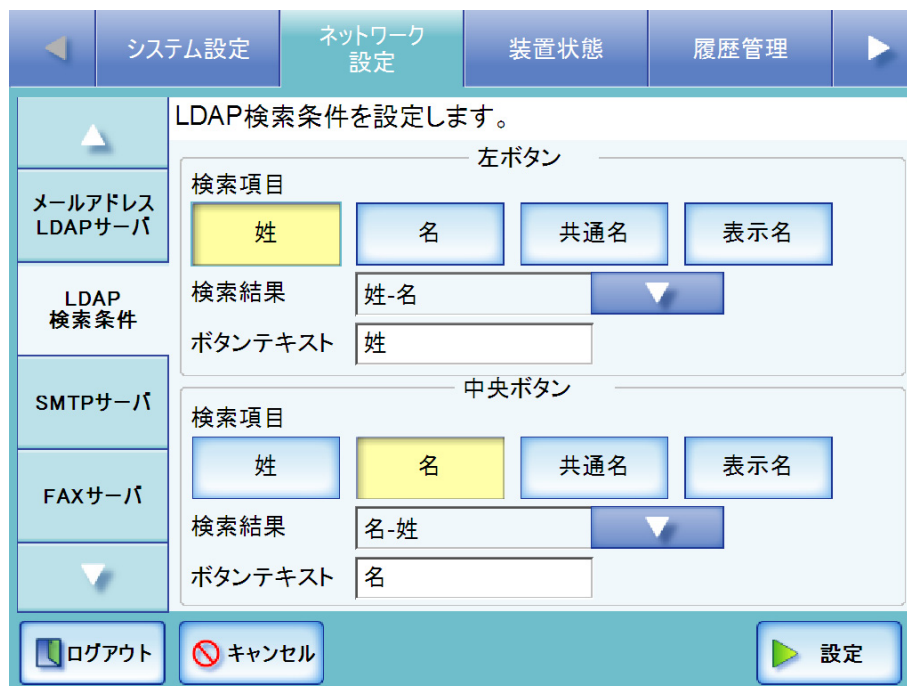 システム設定
ネットワーク
設定
装置状態
履歴管理
LDAP検索条件を設定します。
メールアドレス
LDAPサーバ
LDAP
検索条件
SMTPサーバ
FAXサーバ
左ボタン
検索項目
姓 名 共通名 表示名
検索結果 姓-名
ボタンテキスト 姓
中央ボタン
検索項目
姓 名 共通名 表示名
検索結果 名-姓
ボタンテキスト 名
ログアウト キャンセル 設定